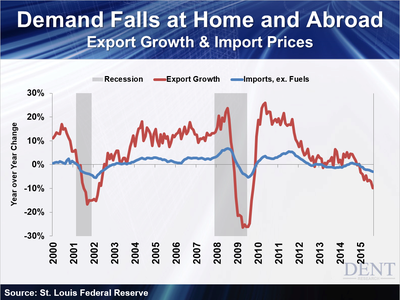 Demand Falls at Home and Abroad
Export Growth & Import Prices
Recession Export Growth Imports, ex. Fuels
Year over Year Change
30%
20%
10%
0%
-10%
-20%
-30%
2000 2001 2002 2003 2004 2005 2006 2007 2008 2009 2010 2011 2012 2013 2014 2015
DENT
Source: St. Louis Federal Reserve